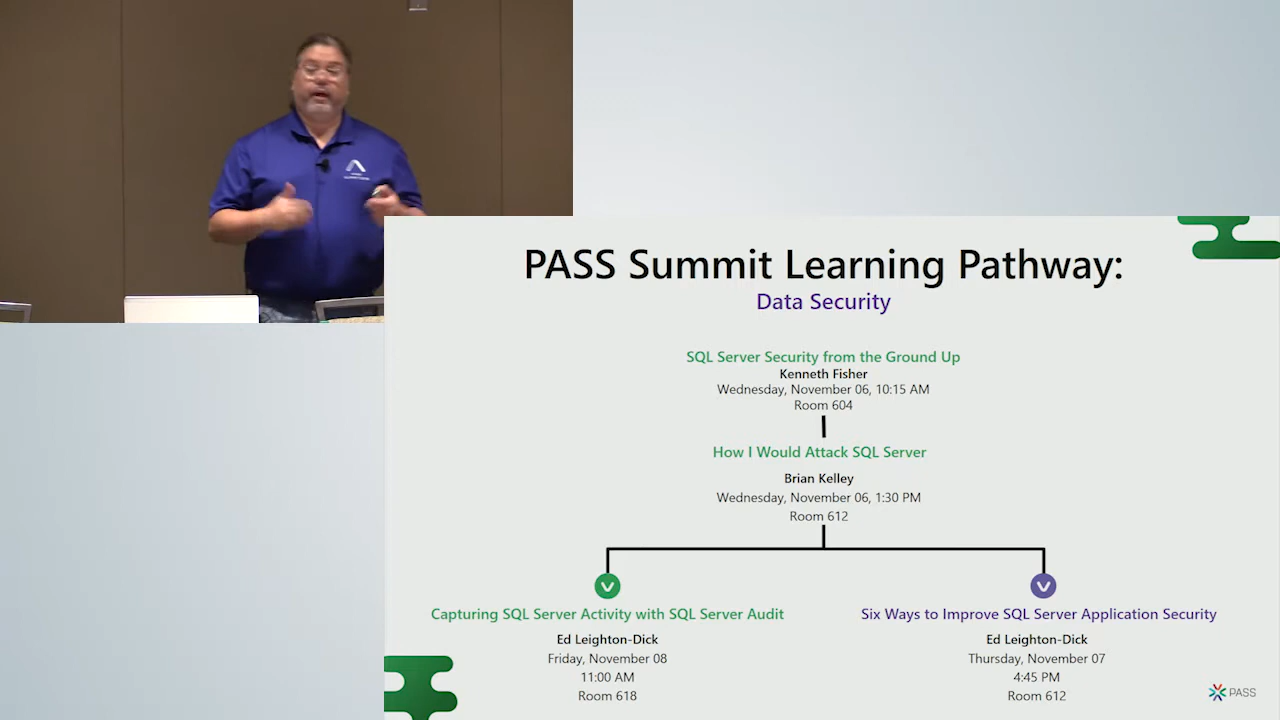 PASS Summit Learning Pathway:
Data Security
SQL Server Security from the Ground Up
Kenneth Fisher
Wednesday, November 06, 10:15 AM
Room 604
How I Would Attack SQL Server
Brian Kelley
Wednesday, November 06, 1:30 PM
Room 612
Capturing SQL Server Activity with SQL Server Audit
Ed Leighton-Dick
Friday, November 08
11:00 AM
Room 618
Six Ways to Improve SQL Server Application Security
Ed Leighton-Dick
Thursday, November 07
4:45 PM
Room 612
PASS